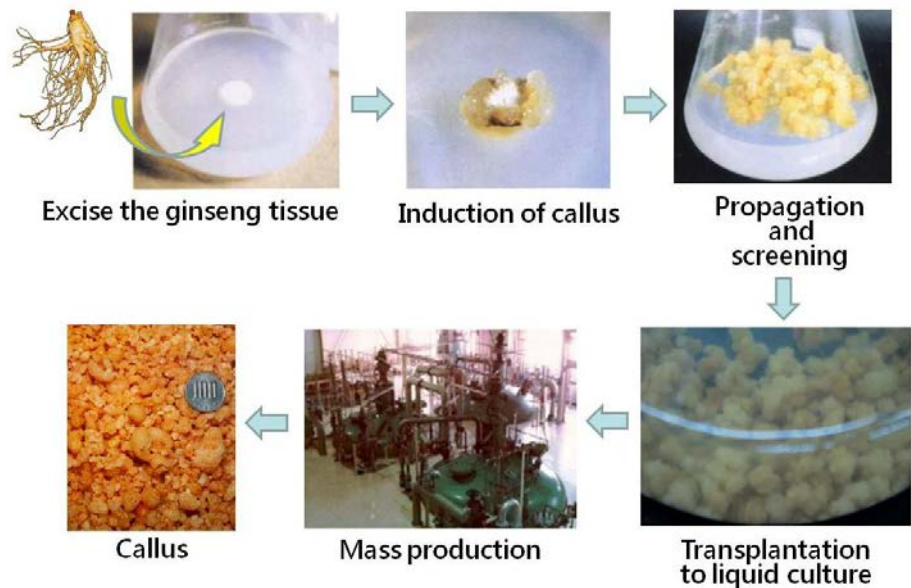 Excise the ginseng tissue
Induction of callus
Propagation
and
screening
100
Callus
Mass production
Transplantation
to liquid culture